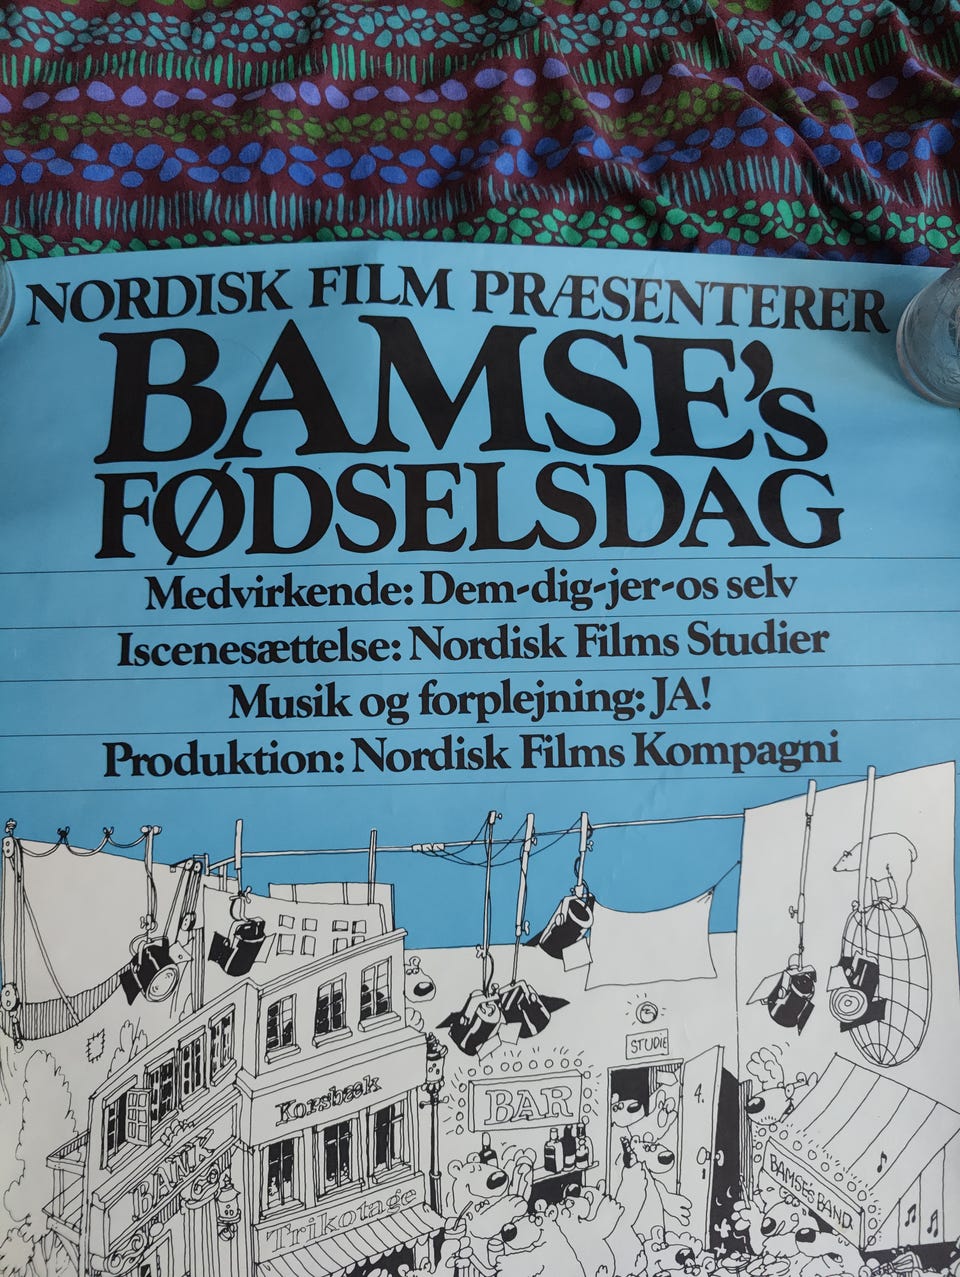 NORDISK FILM PRÆSENTERER
BAMSE's
FØDSELSDAG
Medvirkende: Dem-dig-jer-os selv
Iscenesættelse: Nordisk Films Studier
Musik og forplejning: JA!
Produktion: Nordisk Films Kompagni
STUDIE
4.
BAR
Korsbæk
BANK
Trikotage
BAMSES BAND